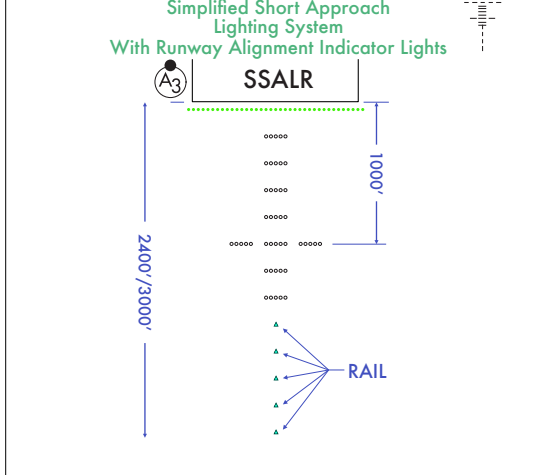 Simplified Short Approach
Lighting System
With Runway Alignment Indicator Lights
A3
SSALR
1000'
2400'/3000'
RAIL